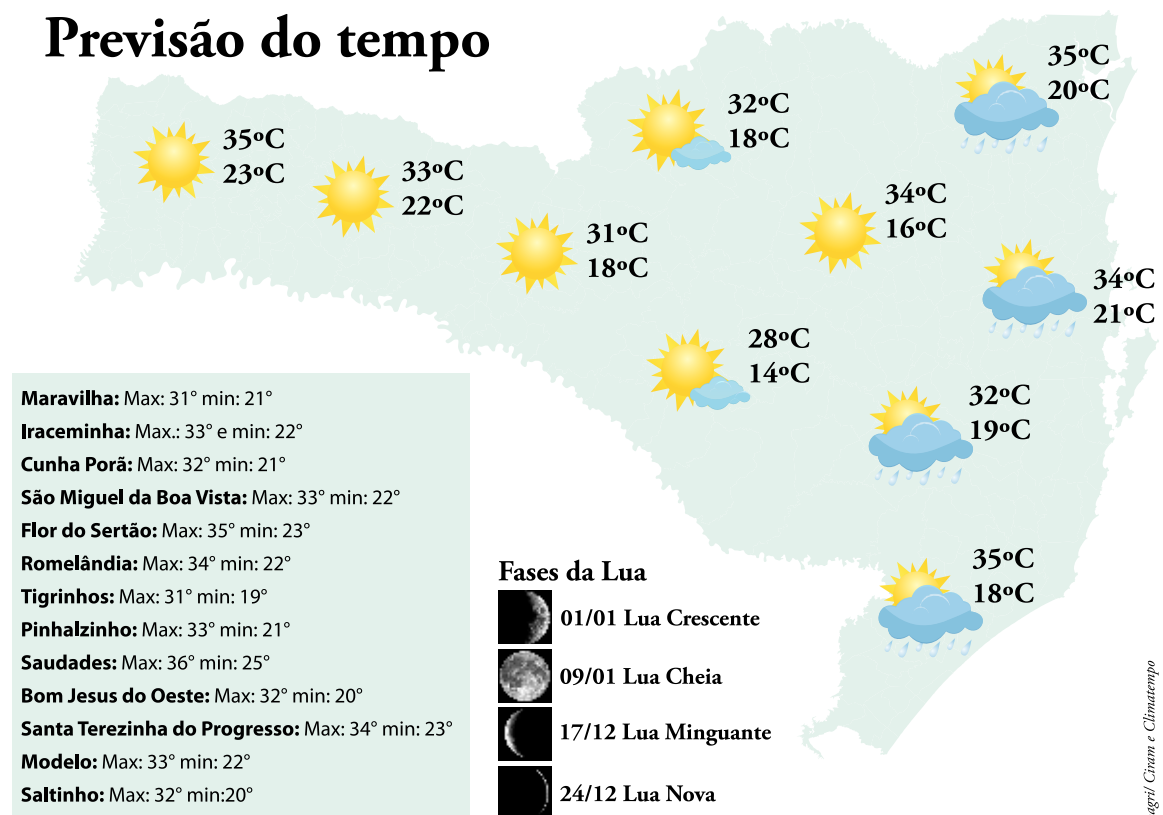 Previsão do tempo
35ºC
23ºC
33ºC
22ºC
31ºC
18ºC
32ºC
18ºC
35ºC
20ºC
34ºC
16ºC
34ºC
21ºC
28ºC
14ºC
32ºC
19ºC
35ºC
18ºC
Maravilha: Max: 31° min: 21°
Iraceminha: Max.: 33° e min: 22°
Cunha Porã: Max: 32° min: 21°
São Miguel da Boa Vista: Max: 33° min: 22°
Flor do Sertão: Max: 35° min: 23°
Romelândia: Max: 34° min: 22°
Tigrinhos: Max: 31° min: 19°
Pinhalzinho: Max: 33° min: 21°
Saudades: Max: 36° min: 25°
Bom Jesus do Oeste: Max: 32° min: 20°
Santa Terezinha do Progresso: Max: 34° min: 23°
Modelo: Max: 33° min: 22°
Saltinho: Max: 32° min:20°
Fases da Lua
01/01 Lua Crescente
09/01 Lua Cheia
17/12 Lua Minguante
24/12 Lua Nova
agri/ Ciram e Climatempo